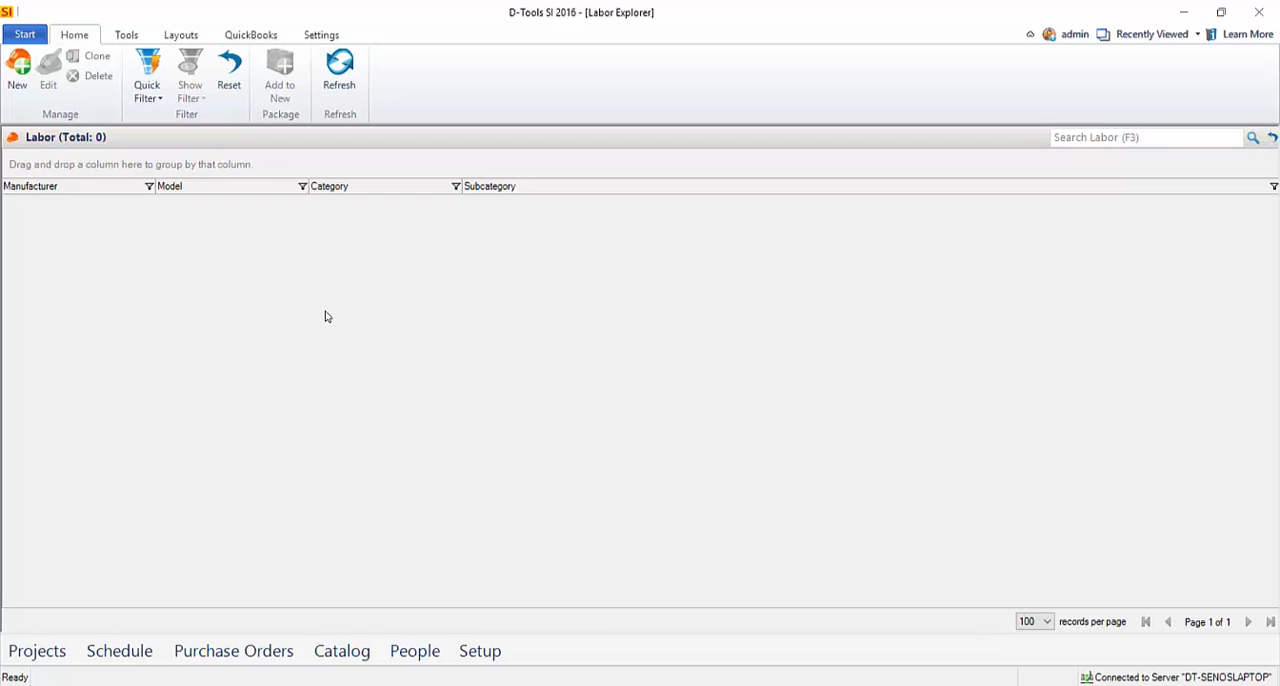 SI
D-Tools SI 2016 - [Labor Explorer]
Start Home Tools Layouts QuickBooks Settings admin Recently Viewed Learn More
New Edit Clone Delete Quick Filter Show Filter Reset Add to New Refresh
Manage Filter Package Refresh
Labor (Total: 0) Search Labor (F3)
Drag and drop a column here to group by that column.
Manufacturer Model Category Subcategory
100 records per page Page 1 of 1
Projects Schedule Purchase Orders Catalog People Setup
Ready Connected to Server "DT-SENOSLAPTOP"